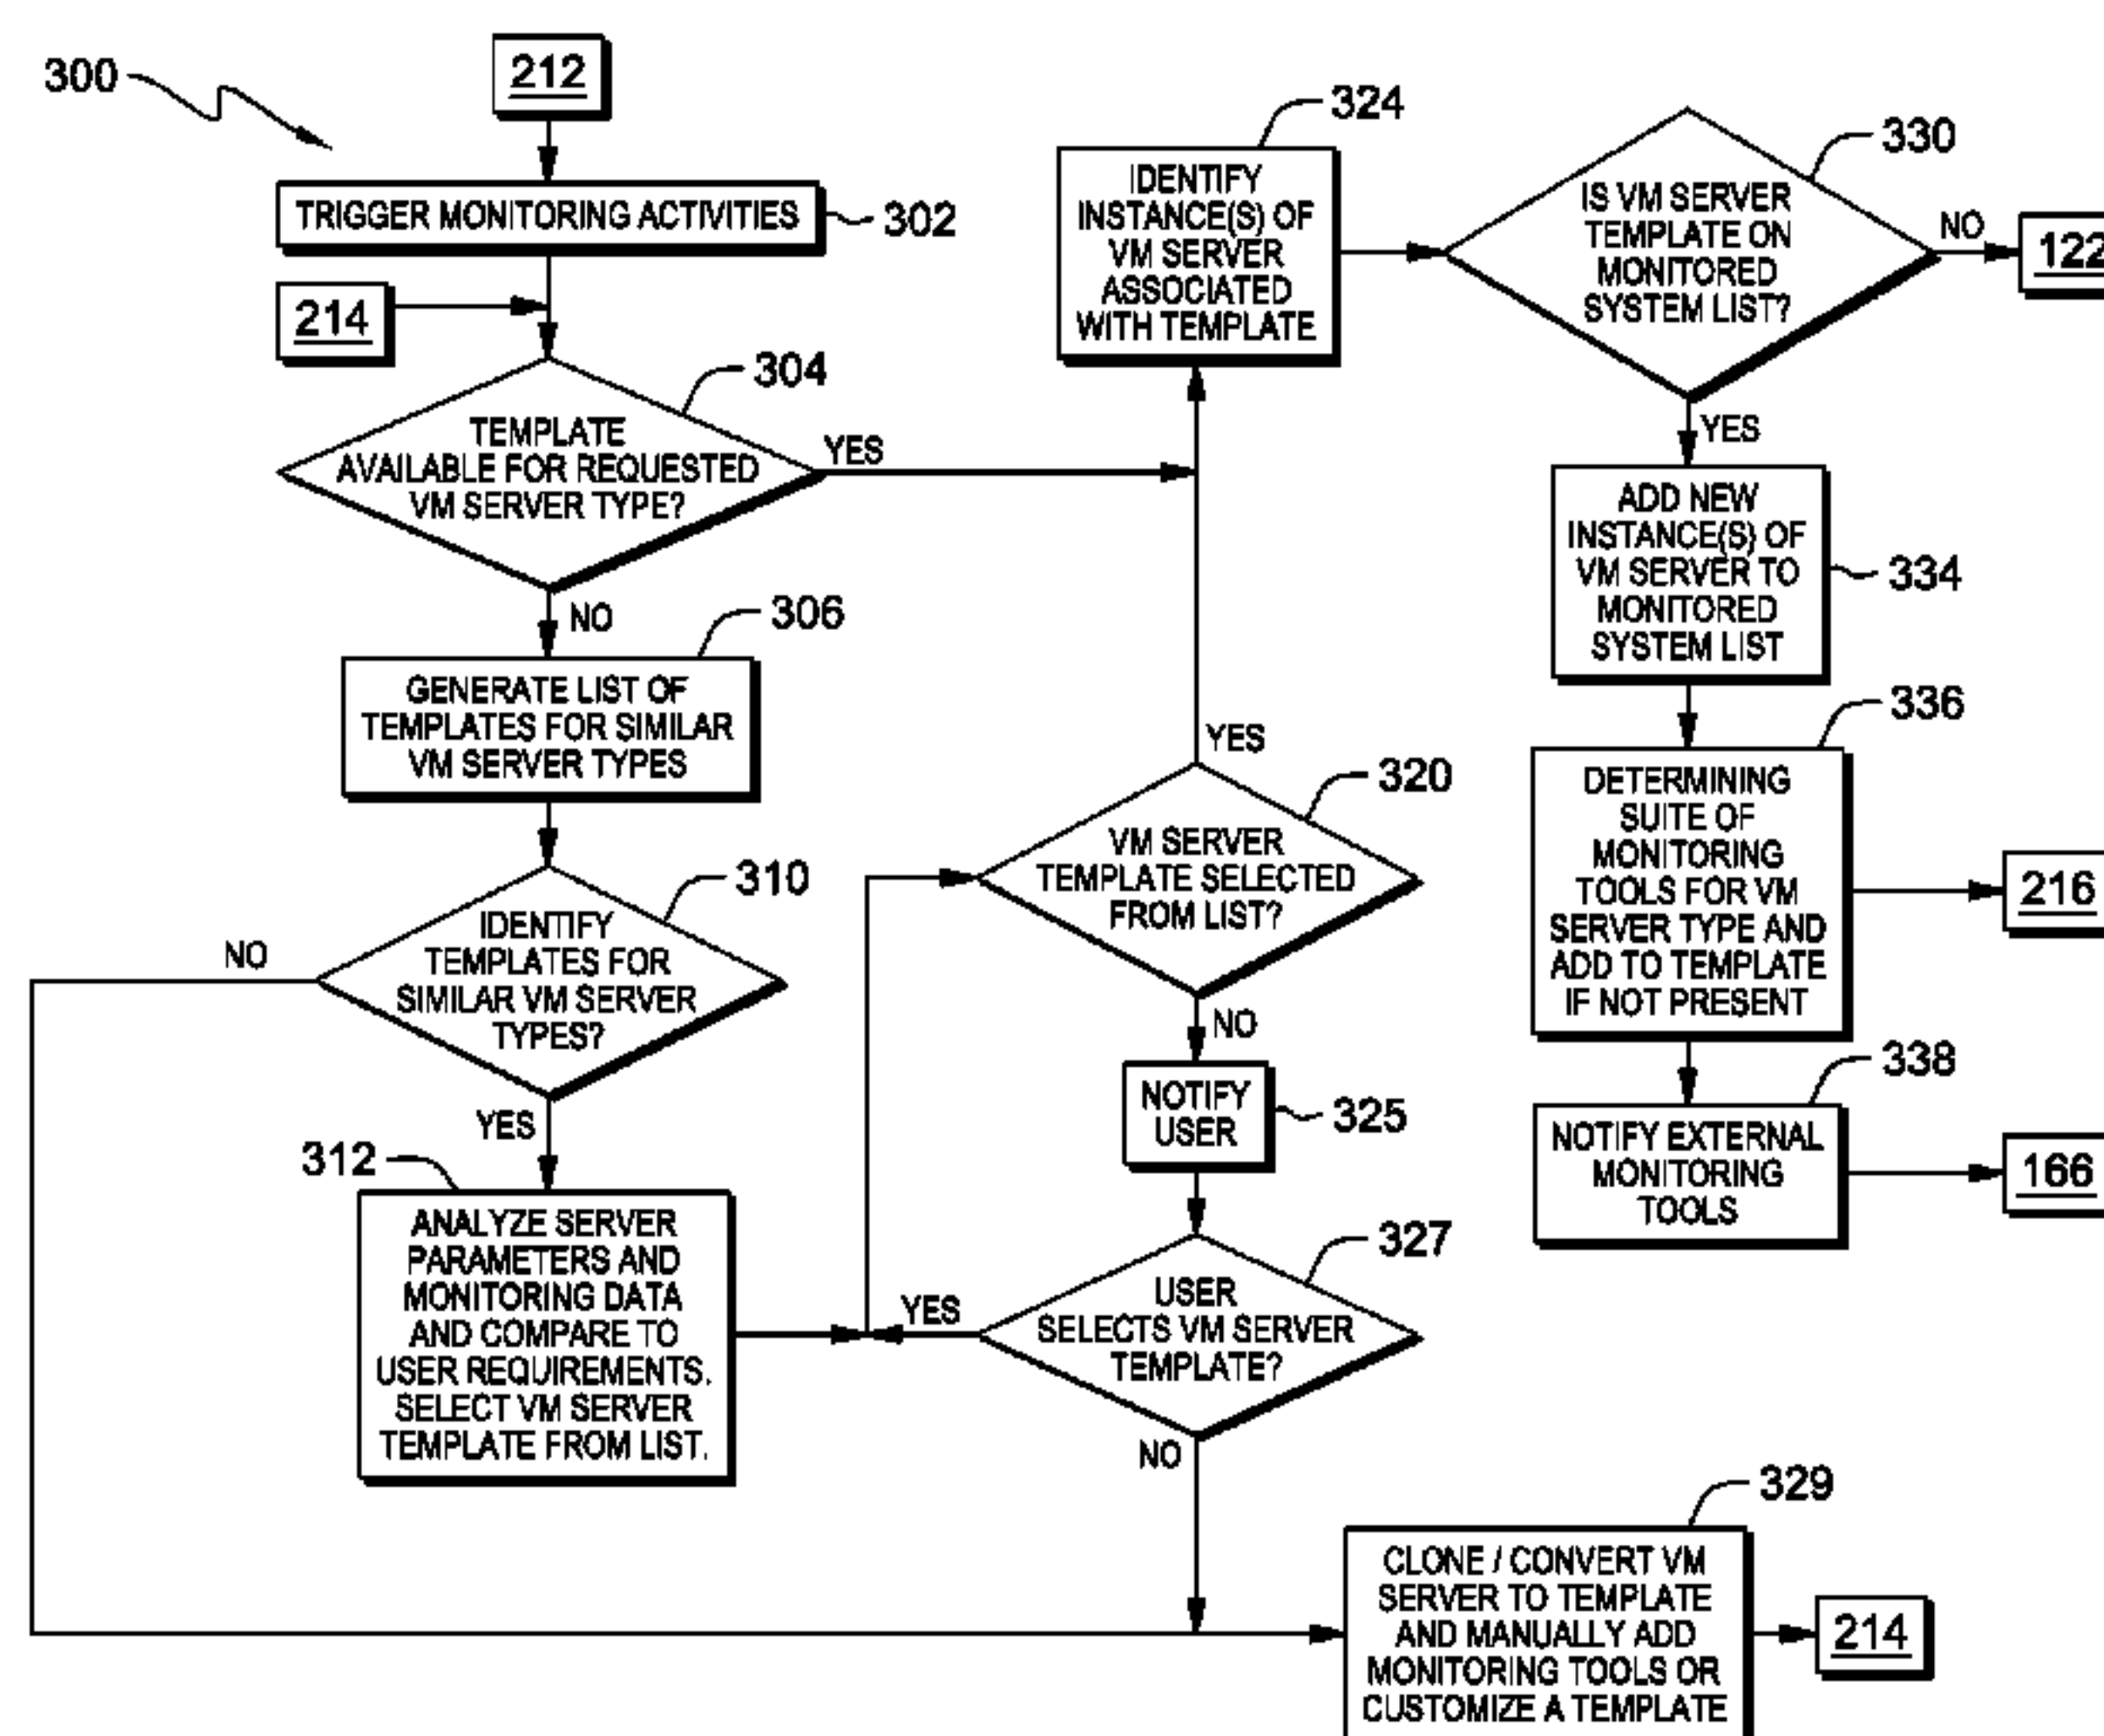 300
212
TRIGGER MONITORING ACTIVITIES
302
214
304
TEMPLATE
AVAILABLE FOR REQUESTED
VM SERVER TYPE?
YES
NO
306
GENERATE LIST OF
TEMPLATES FOR SIMILAR
VM SERVER TYPES
310
IDENTIFY
TEMPLATES FOR
SIMILAR VM SERVER
TYPES?
NO
YES
312
ANALYZE SERVER
PARAMETERS AND
MONITORING DATA
AND COMPARE TO
USER REQUIREMENTS.
SELECT VM SERVER
TEMPLATE FROM LIST.
324
IDENTIFY
INSTANCE(S) OF
VM SERVER
ASSOCIATED
WITH TEMPLATE
YES
320
VM SERVER
TEMPLATE SELECTED
FROM LIST?
NO
NOTIFY
USER
325
327
USER
SELECTS VM SERVER
TEMPLATE?
YES
NO
330
IS VM SERVER
TEMPLATE ON
MONITORED
SYSTEM LIST?
NO
122
YES
ADD NEW
INSTANCE(S) OF
VM SERVER TO
MONITORED
SYSTEM LIST
334
336
DETERMINING
SUITE OF
MONITORING
TOOLS FOR VM
SERVER TYPE AND
ADD TO TEMPLATE
IF NOT PRESENT
216
338
NOTIFY EXTERNAL
MONITORING
TOOLS
166
329
CLONE / CONVERT VM
SERVER TO TEMPLATE
AND MANUALLY ADD
MONITORING TOOLS OR
CUSTOMIZE A TEMPLATE
214